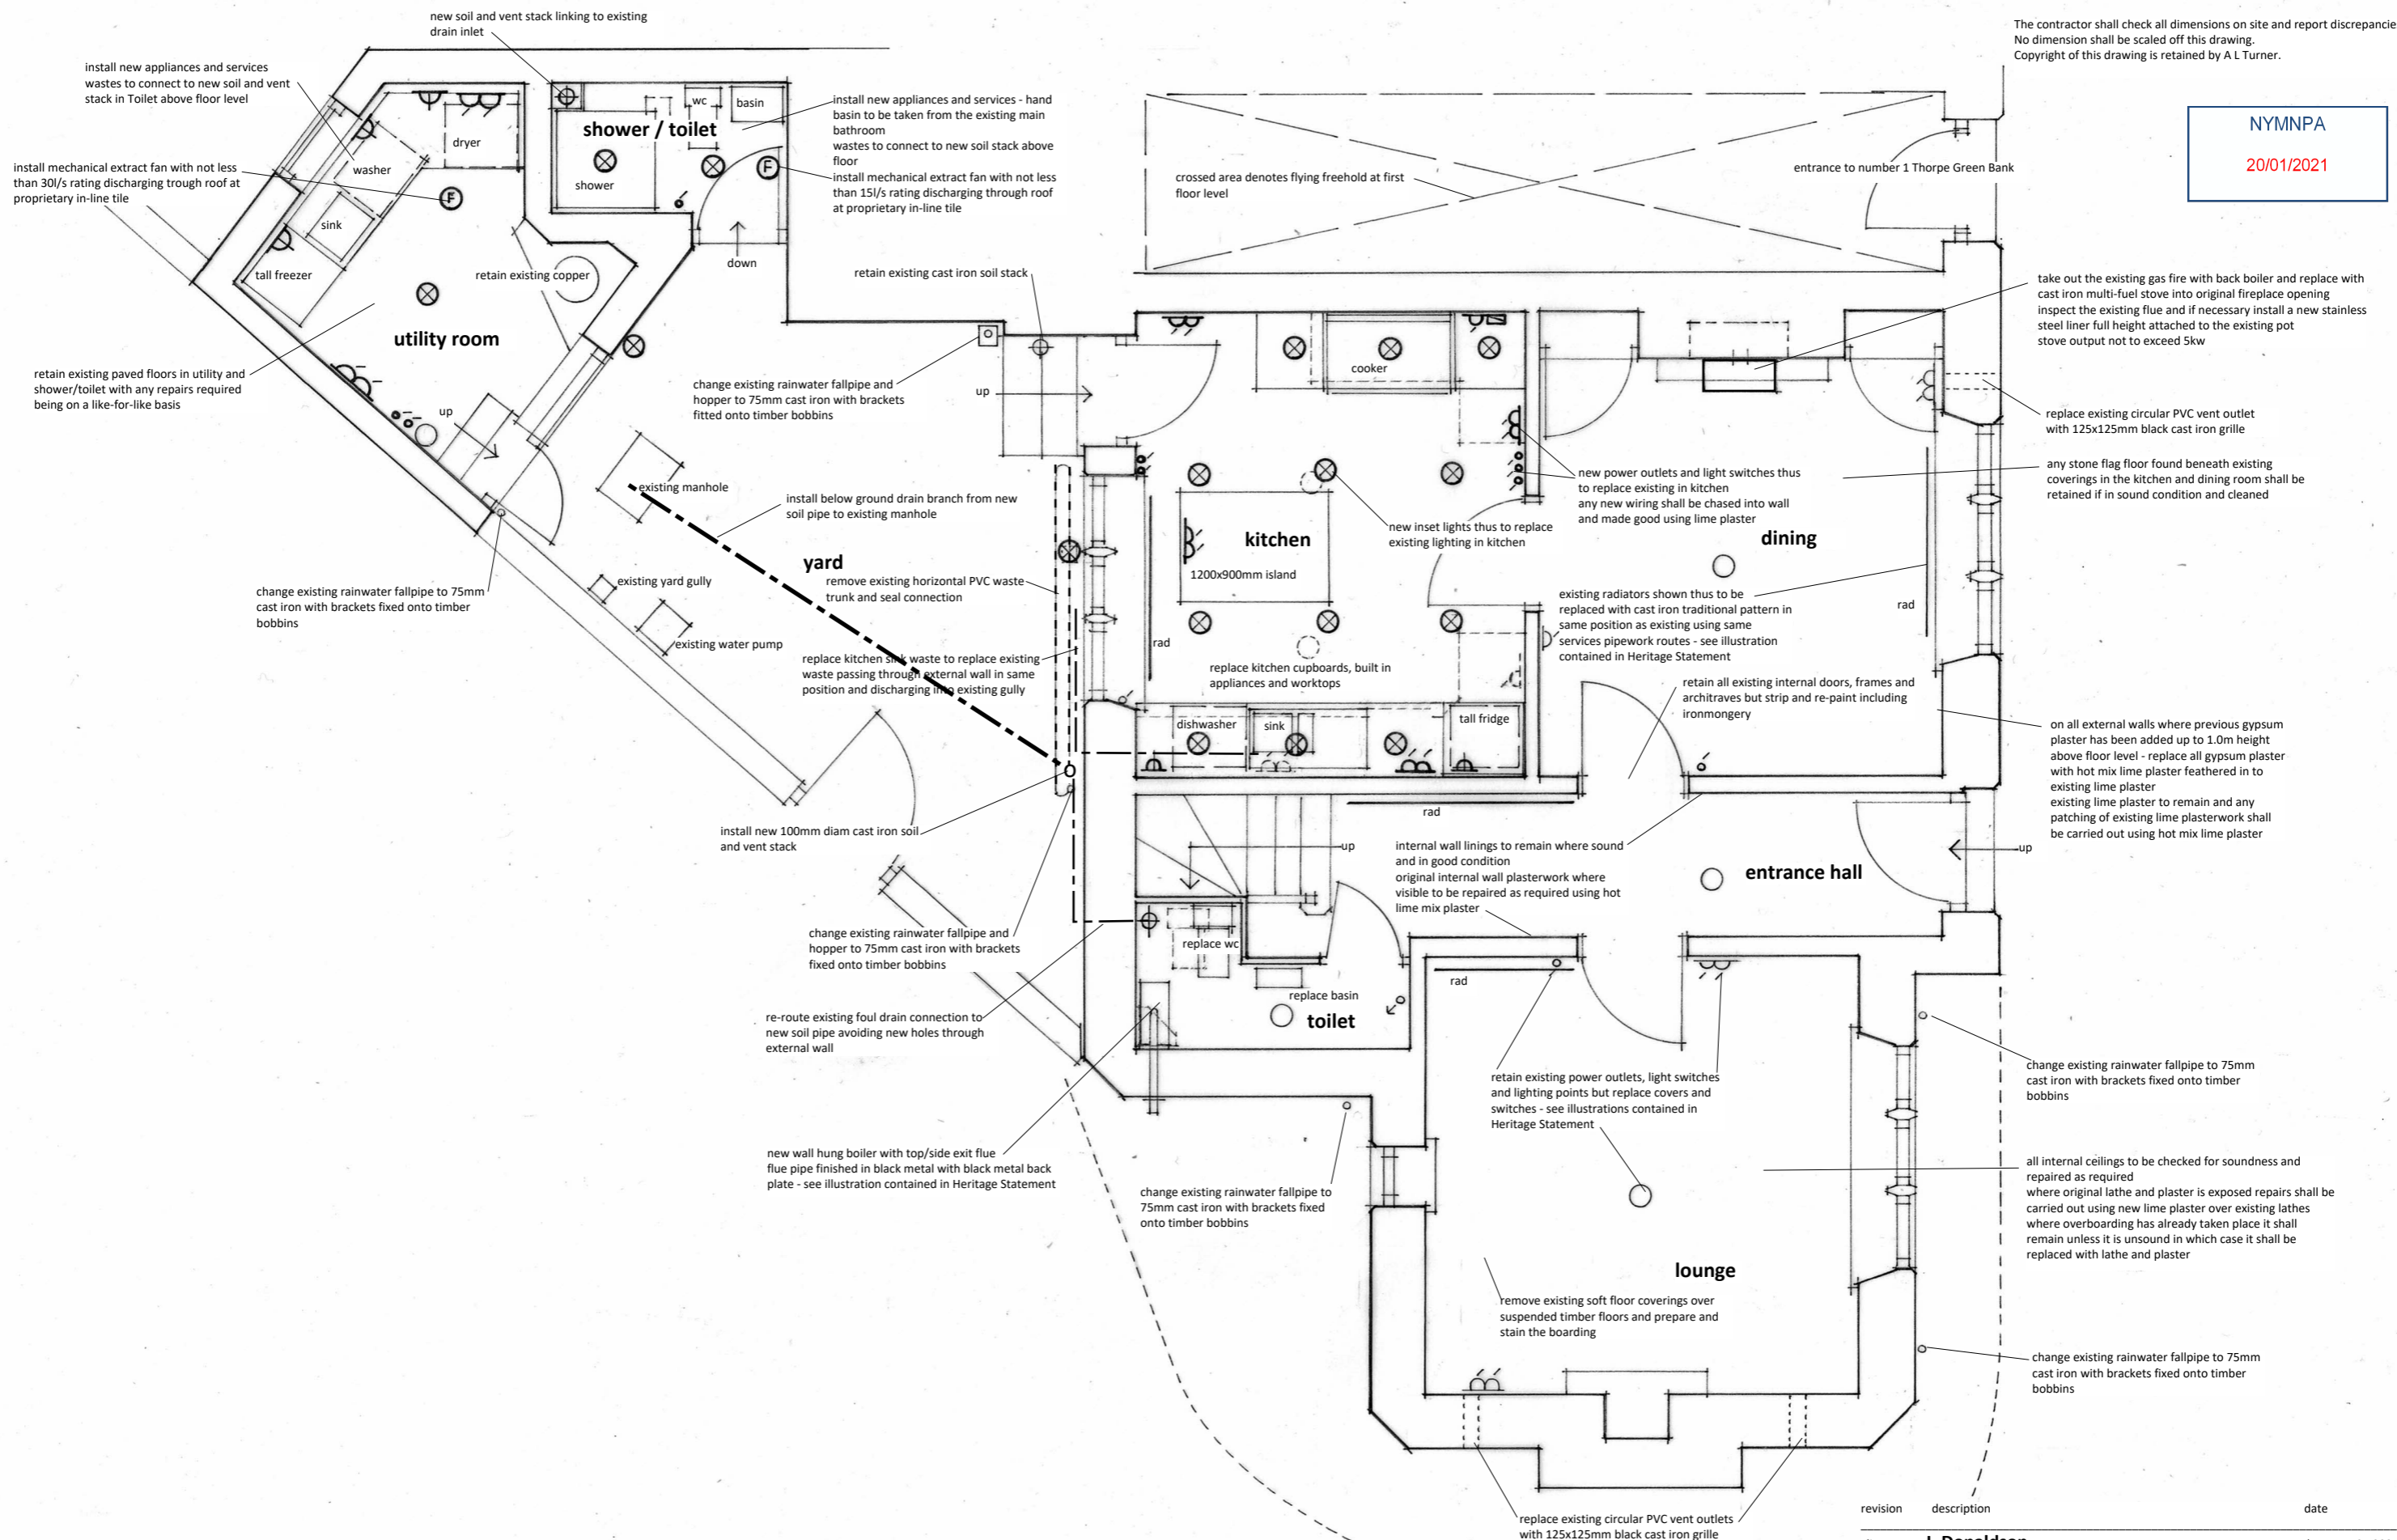 new soil and vent stack linking to existing
drain inlet
The contractor shall check all dimensions on site and report discrepancie
No dimension shall be scaled off this drawing.
Copyright of this drawing is retained by A L Turner.
NYMNPA
20/01/2021
install new appliances and services
wastes to connect to new soil and vent
stack in Toilet above floor level
install mechanical extract fan with not less
than 30l/s rating discharging trough roof at
proprietary in-line tile
washer
dryer
F
sink
tall freezer
retain existing copper
utility room
retain existing paved floors in utility and
shower/toilet with any repairs required
being on a like-for-like basis
up
shower / toilet
wc
basin
shower
F
down
install new appliances and services - hand
basin to be taken from the existing main
bathroom
wastes to connect to new soil stack above
floor
install mechanical extract fan with not less
than 15l/s rating discharging through roof
at proprietary in-line tile
crossed area denotes flying freehold at first
floor level
entrance to number 1 Thorpe Green Bank
retain existing cast iron soil stack
take out the existing gas fire with back boiler and replace with
cast iron multi-fuel stove into original fireplace opening
inspect the existing flue and if necessary install a new stainless
steel liner full height attached to the existing pot
stove output not to exceed 5kw
change existing rainwater fallpipe and
hopper to 75mm cast iron with brackets
fitted onto timber bobbins
up
cooker
replace existing circular PVC vent outlet
with 125x125mm black cast iron grille
any stone flag floor found beneath existing
coverings in the kitchen and dining room shall be
retained if in sound condition and cleaned
new power outlets and light switches thus
to replace existing in kitchen
any new wiring shall be chased into wall
and made good using lime plaster
existing manhole
install below ground drain branch from new
soil pipe to existing manhole
new inset lights thus to replace
existing lighting in kitchen
kitchen
dining
1200x900mm island
yard
remove existing horizontal PVC waste
trunk and seal connection
existing yard gully
existing water pump
change existing rainwater fallpipe to 75mm
cast iron with brackets fixed onto timber
bobbins
existing radiators shown thus to be
replaced with cast iron traditional pattern in
same position as existing using same
services pipework routes - see illustration
contained in Heritage Statement
rad
rad
replace kitchen sink waste to replace existing
waste passing through external wall in same
position and discharging into existing gully
replace kitchen cupboards, built in
appliances and worktops
retain all existing internal doors, frames and
architraves but strip and re-paint including
ironmongery
dishwasher
sink
tall fridge
on all external walls where previous gypsum
plaster has been added up to 1.0m height
above floor level - replace all gypsum plaster
with hot mix lime plaster feathered in to
existing lime plaster
existing lime plaster to remain and any
patching of existing lime plasterwork shall
be carried out using hot mix lime plaster
install new 100mm diam cast iron soil
and vent stack
rad
up
internal wall linings to remain where sound
and in good condition
original internal wall plasterwork where
visible to be repaired as required using hot
lime mix plaster
entrance hall
up
change existing rainwater fallpipe and
hopper to 75mm cast iron with brackets
fixed onto timber bobbins
replace wc
replace basin
toilet
rad
re-route existing foul drain connection to
new soil pipe avoiding new holes through
external wall
retain existing power outlets, light switches
and lighting points but replace covers and
switches - see illustrations contained in
Heritage Statement
change existing rainwater fallpipe to 75mm
cast iron with brackets fixed onto timber
bobbins
new wall hung boiler with top/side exit flue
flue pipe finished in black metal with black metal back
plate - see illustration contained in Heritage Statement
change existing rainwater fallpipe to
75mm cast iron with brackets fixed
onto timber bobbins
all internal ceilings to be checked for soundness and
repaired as required
where original lathe and plaster is exposed repairs shall be
carried out using new lime plaster over existing lathes
where overboarding has already taken place it shall
remain unless it is unsound in which case it shall be
replaced with lathe and plaster
lounge
remove existing soft floor coverings over
suspended timber floors and prepare and
stain the boarding
change existing rainwater fallpipe to 75mm
cast iron with brackets fixed onto timber
bobbins
replace existing circular PVC vent outlets
with 125x125mm black cast iron grille
revision description date
J. Donaldson